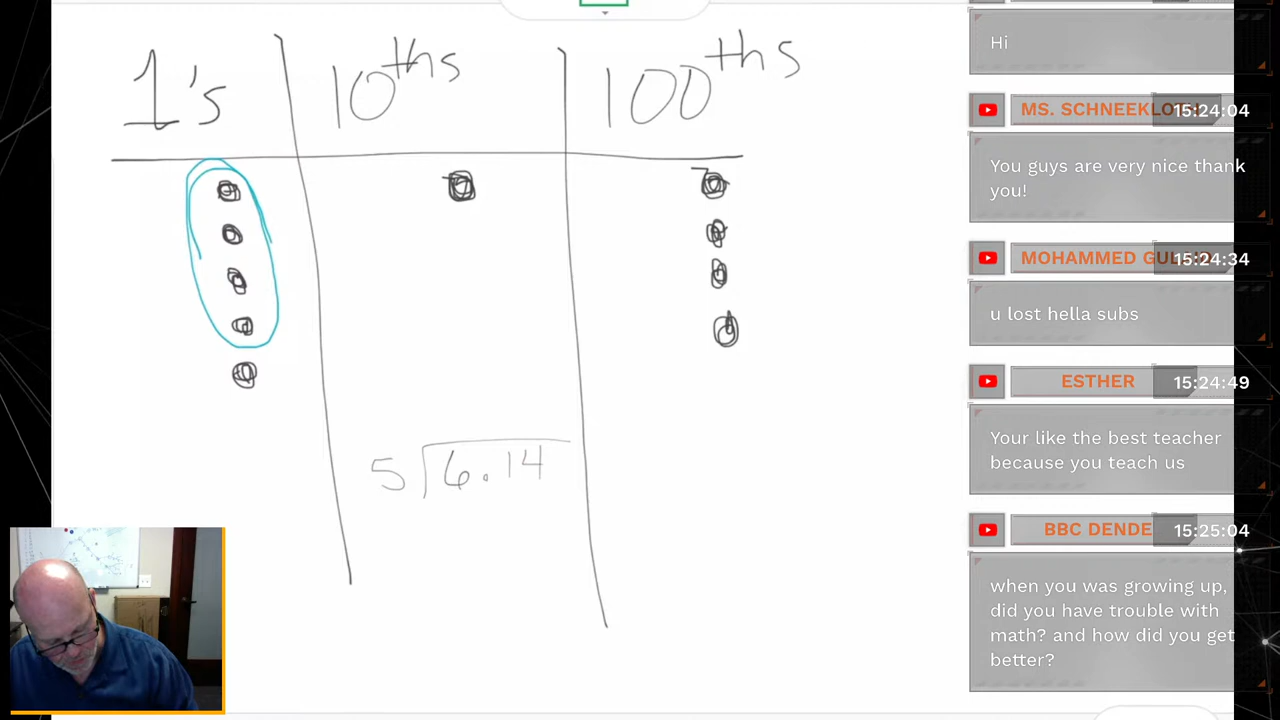 1's 10ths 100ths
5 6.14
Hi
MS. SCHNEEKLO 15:24:04
You guys are very nice thank
you!
MOHAMMED 15:24:34
u lost hella subs
ESTHER 15:24:49
Your like the best teacher
because you teach us
BBC DENDE 15:25:04
when you was growing up,
did you have trouble with
math? and how did you get
better?